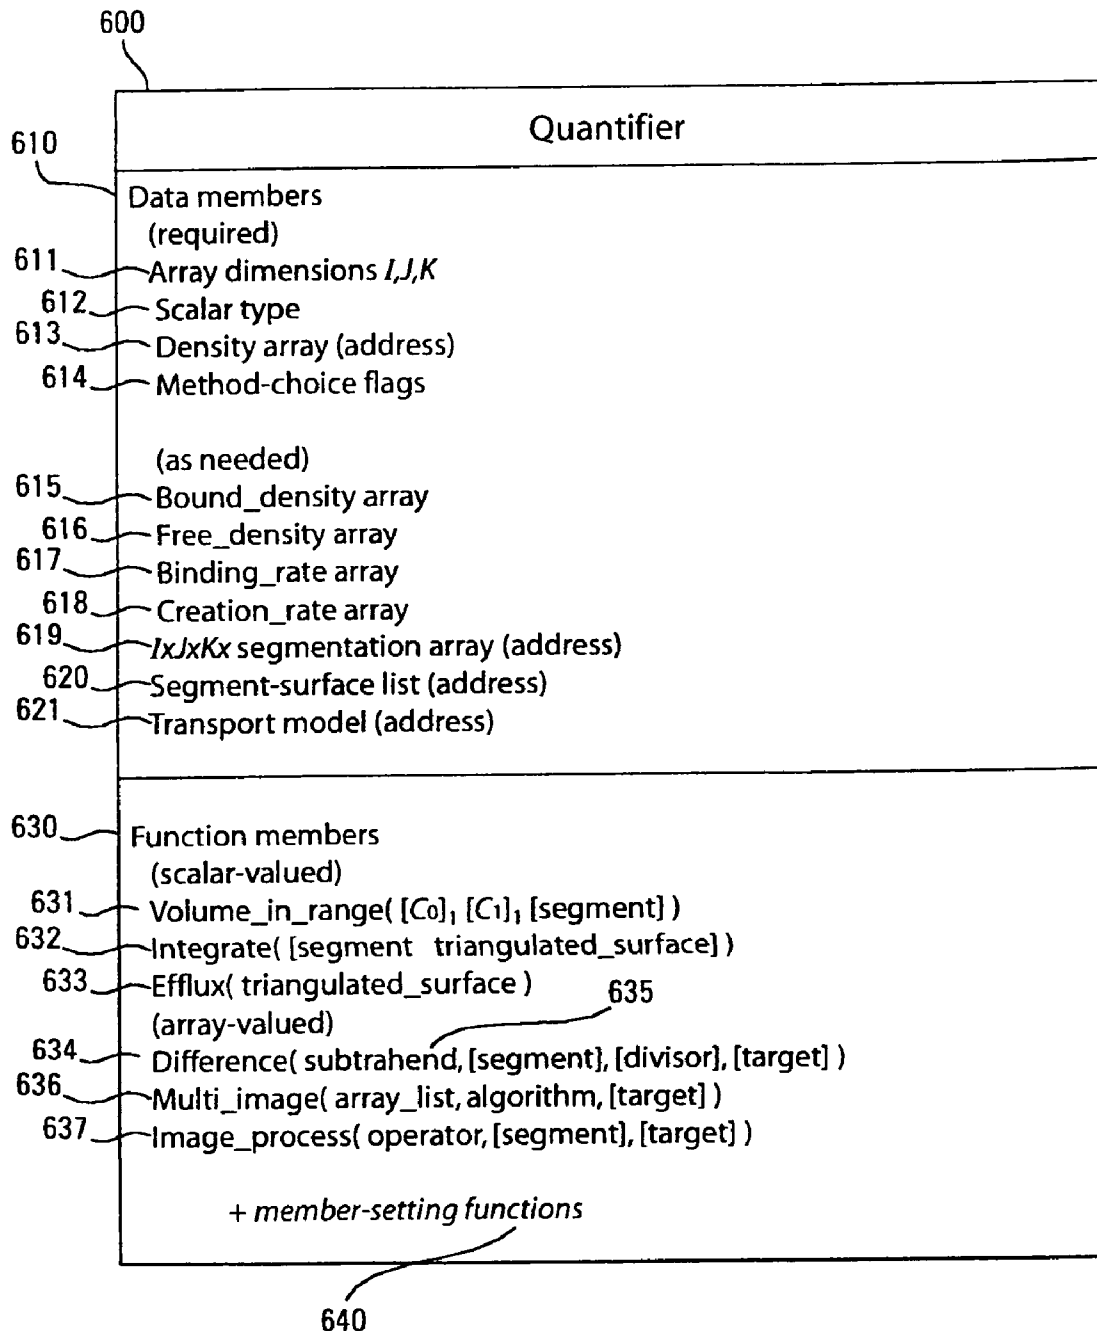 600
Quantifier
610
Data members
(required)
611 Array dimensions I,J,K
612 Scalar type
613 Density array (address)
614 Method-choice flags
(as needed)
615 Bound_density array
616 Free_density array
617 Binding_rate array
618 Creation_rate array
619 IxJxKx segmentation array (address)
620 Segment-surface list (address)
621 Transport model (address)
630 Function members
(scalar-valued)
631 Volume_in_range( [C0], [C1], [segment] )
632 Integrate( [segment triangulated_surface] )
633 Efflux( triangulated_surface ) 635
(array-valued)
634 Difference( subtrahend, [segment], [divisor], [target] )
636 Multi_image( array_list, algorithm, [target] )
637 Image_process( operator, [segment], [target] )
+ member-setting functions
640